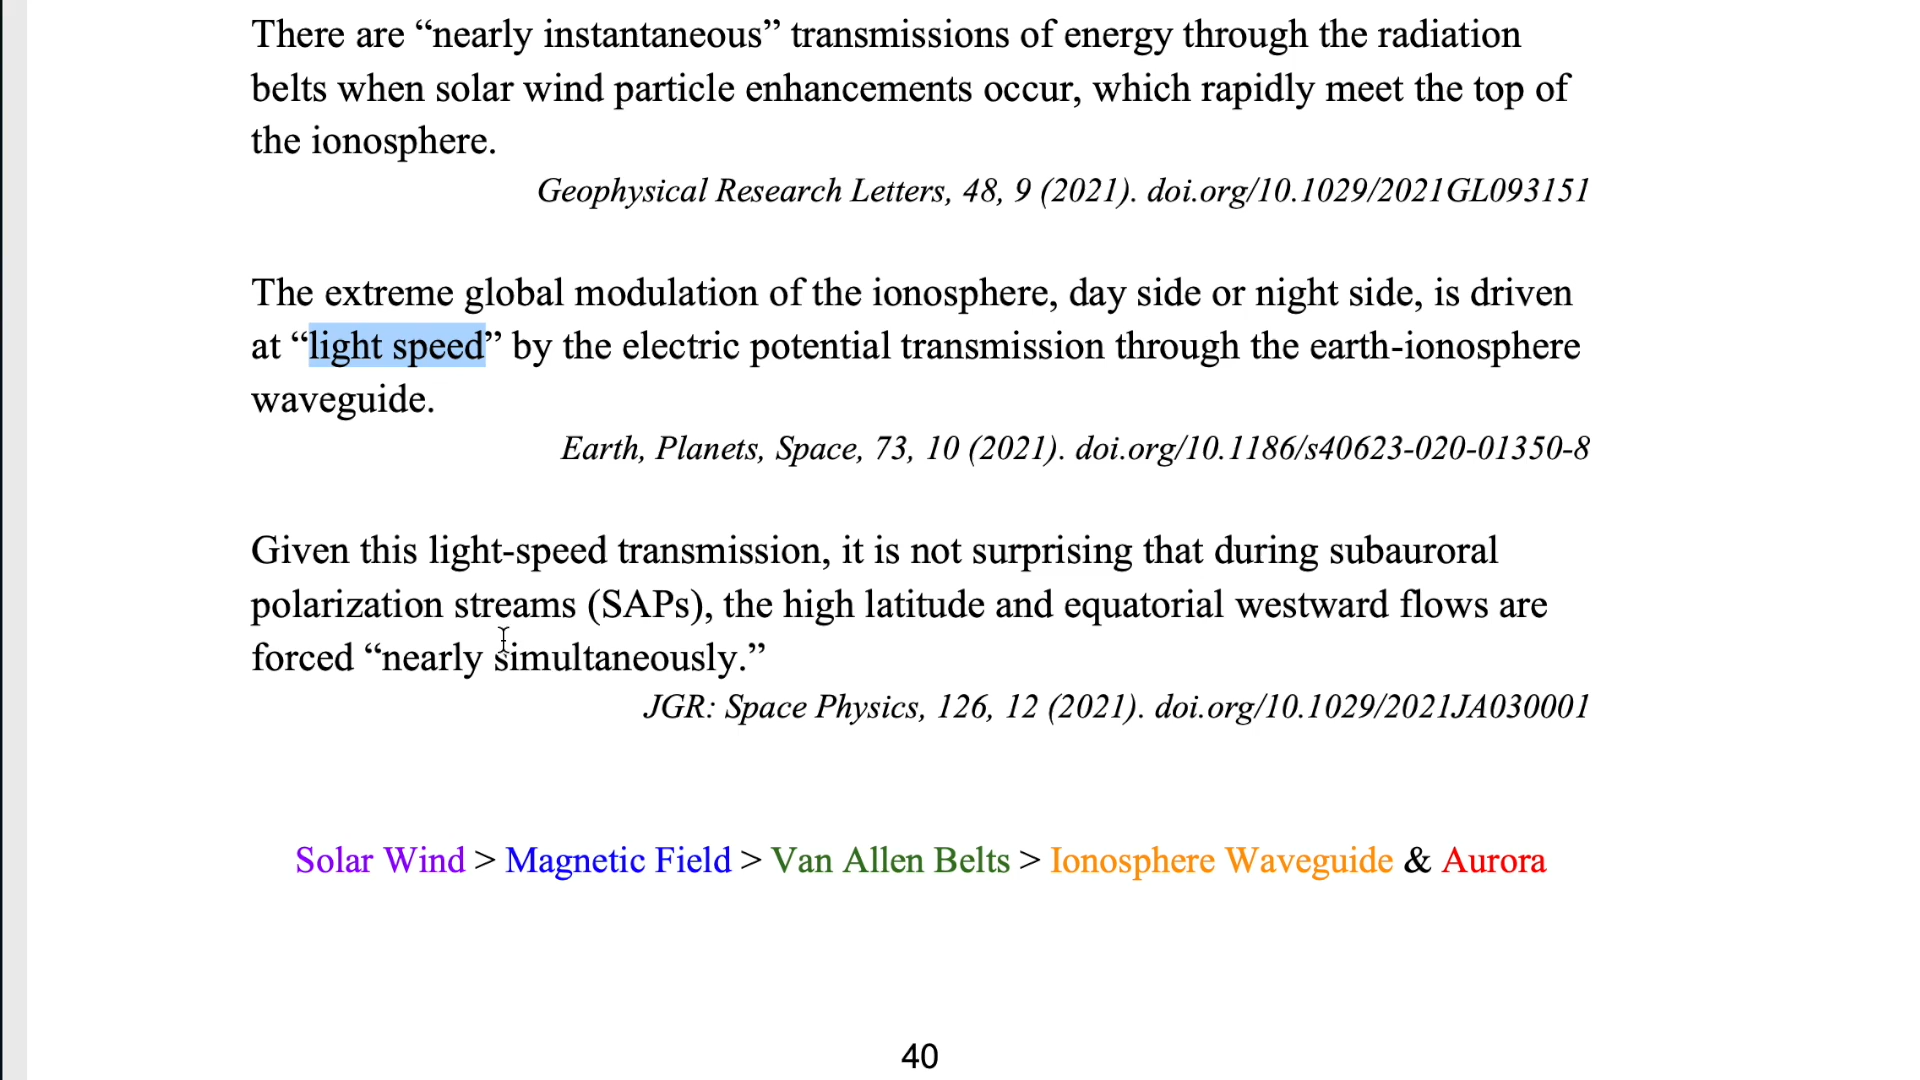 There are “nearly instantaneous” transmissions of energy through the radiation
belts when solar wind particle enhancements occur, which rapidly meet the top of
the ionosphere.
Geophysical Research Letters, 48, 9 (2021). doi.org/10.1029/2021GL093151
The extreme global modulation of the ionosphere, day side or night side, is driven
at “light speed” by the electric potential transmission through the earth-ionosphere
waveguide.
Earth, Planets, Space, 73, 10 (2021). doi.org/10.1186/s40623-020-01350-8
Given this light-speed transmission, it is not surprising that during subauroral
polarization streams (SAPs), the high latitude and equatorial westward flows are
forced “nearly simultaneously.”
JGR: Space Physics, 126, 12 (2021). doi.org/10.1029/2021JA030001
Solar Wind > Magnetic Field > Van Allen Belts > Ionosphere Waveguide & Aurora
40